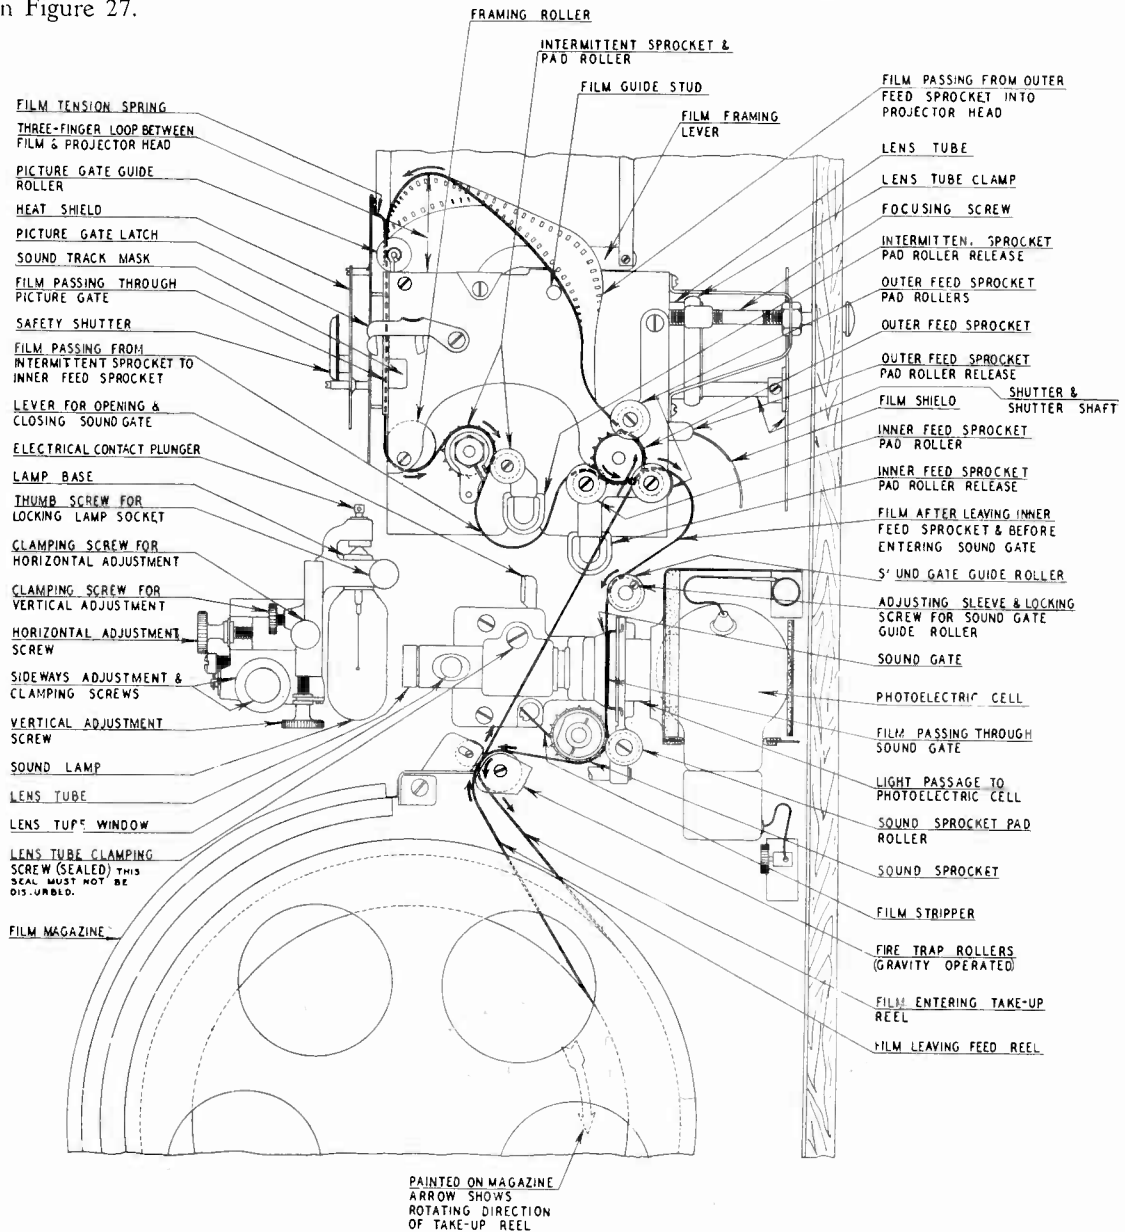 n Figure 27.
FRAMING ROLLER
INTERMITTENT SPROCKET &
PAD ROLLER
FILM GUIDE STUD
FILM FRAMING
LEVER
FILM TENSION SPRING
THREE-FINGER LOOP BETWEEN
FILM & PROJECTOR HEAD
PICTURE GATE GUIDE
ROLLER
HEAT SHIELD
PICTURE GATE LATCH
SOUND TRACK MASK
FILM PASSING THROUGH
PICTURE GATE
SAFETY SHUTTER
FILM PASSING FROM
INTERMITTENT SPROCKET TO
INNER FEED SPROCKET
LEVER FOR OPENING &
CLOSING SOUND GATE
ELECTRICAL CONTACT PLUNGER
LAMP BASE
THUMB SCREW FOR
LOCKING LAMP SOCKET
CLAMPING SCREW FOR
HORIZONTAL ADJUSTMENT
CLAMPING SCREW FOR
VERTICAL ADJUSTMENT
HORIZONTAL ADJUSTMENT
SCREW
SIDEWAYS ADJUSTMENT &
CLAMPING SCREWS
VERTICAL ADJUSTMENT
SCREW
SOUND LAMP
LENS TUBE
LENS TUBE WINDOW
LENS TUBE CLAMPING
SCREW (SEALED) THIS
SEAL MUST NOT BE
DIS.URBED.
FILM MAGAZINE
FILM PASSING FROM OUTER
FEED SPROCKET INTO
PROJECTOR HEAD
LENS TUBE
LENS TUBE CLAMP
FOCUSING SCREW
INTERMITTEN. SPROCKET
PAD ROLLER RELEASE
OUTER FEED SPROCKET
PAD ROLLERS
OUTER FEED SPROCKET
OUTER FEED SPROCKET
PAD ROLLER RELEASE
SHUTTER &
SHUTTER SHAFT
FILM SHIELD
INNER FEED SPROCKET
PAD ROLLER
INNER FEED SPROCKET
PAD ROLLER RELEASE
FILM AFTER LEAVING INNER
FEED SPROCKET & BEFORE
ENTERING SOUND GATE
S' UND GATE GUIDE ROLLER
ADJUSTING SLEEVE & LOCKING
SCREW FOR SOUND GATE
GUIDE ROLLER
SOUND GATE
PHOTOELECTRIC CELL
FILM PASSING THROUGH
SOUND GATE
LIGHT PASSAGE TO
PHOTOELECTRIC CELL
SOUND SPROCKET PAD
ROLLER
SOUND SPROCKET
FILM STRIPPER
FIRE TRAP ROLLERS
(GRAVITY OPERATED)
FILM ENTERING TAKE-UP
REEL
FILM LEAVING FEED REEL
PAINTED ON MAGAZINE
ARROW SHOWS
ROTATING DIRECTION
OF TAKE-UP REEL